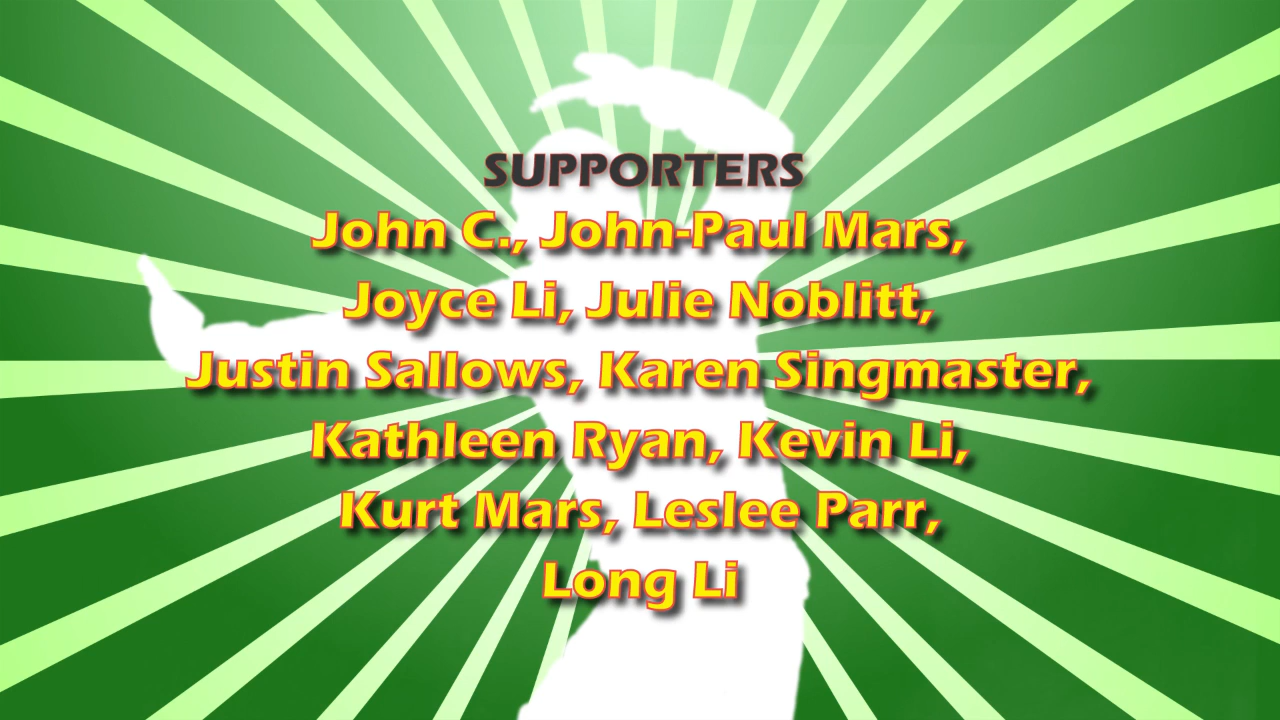 SUPPORTERS
John C., John-Paul Mars,
Joyce Li, Julie Noblitt,
Justin Sallows, Karen Singmaster,
Kathleen Ryan, Kevin Li,
Kurt Mars, Leslee Parr,
Long Li